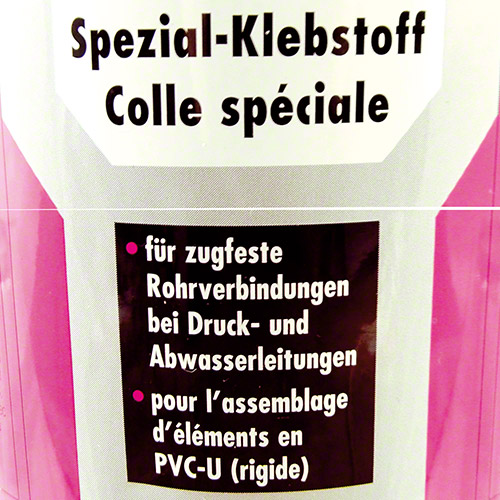 Spezial-Klebstoff
Colle spéciale
• für zugfeste
Rohrverbindungen
bei Druck- und
Abwasserleitungen
• pour l'assemblage
d'éléments en
PVC-U (rigide)